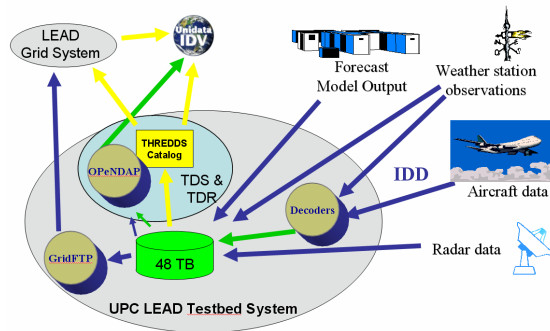 LEAD
Grid System
Unidata
IDV
Forecast
Model Output
Weather station
observations
THREDDS
Catalog
OPeNDAP
TDS &
TDR
IDD
Aircraft data
Decoders
Radar data
GridFTP
48 TB
UPC LEAD Testbed System